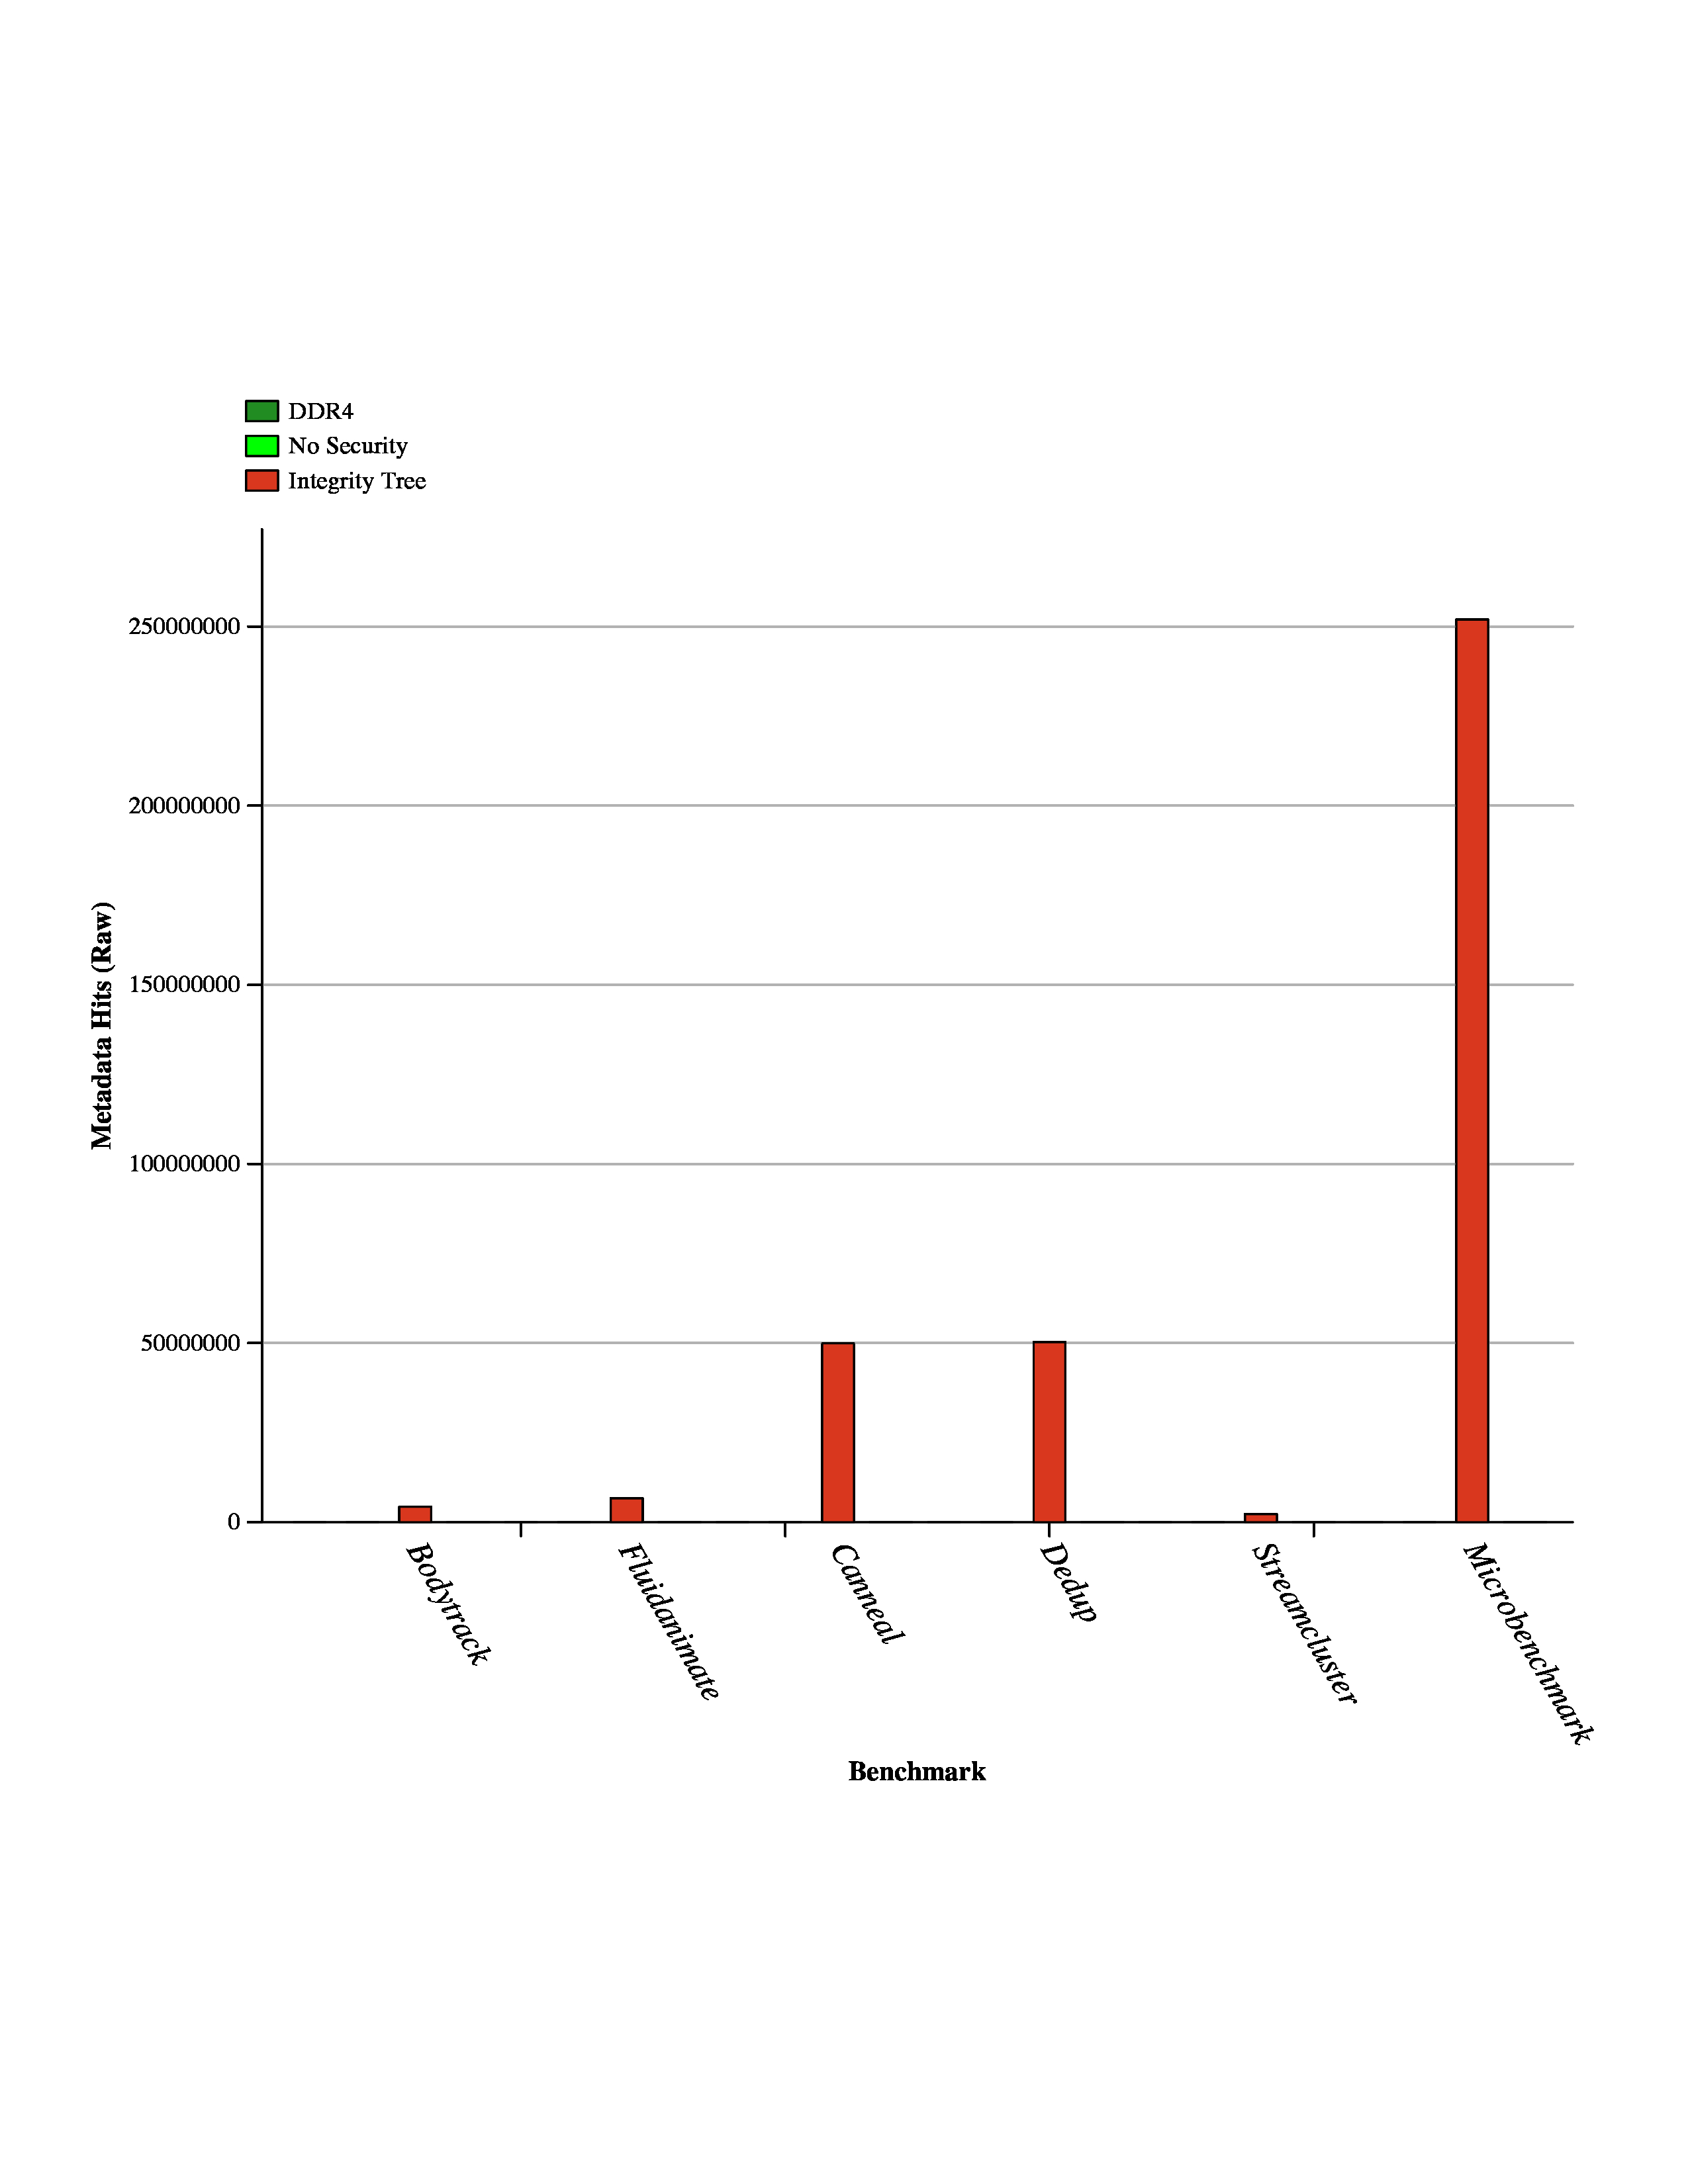 DDR4
No Security
Integrity Tree
250000000
200000000
150000000
100000000
50000000
0
Metadata Hits (Raw)
Bodytrack
Fluidanimate
Canneal
Dedup
Streamcluster
Microbenchmark
Benchmark